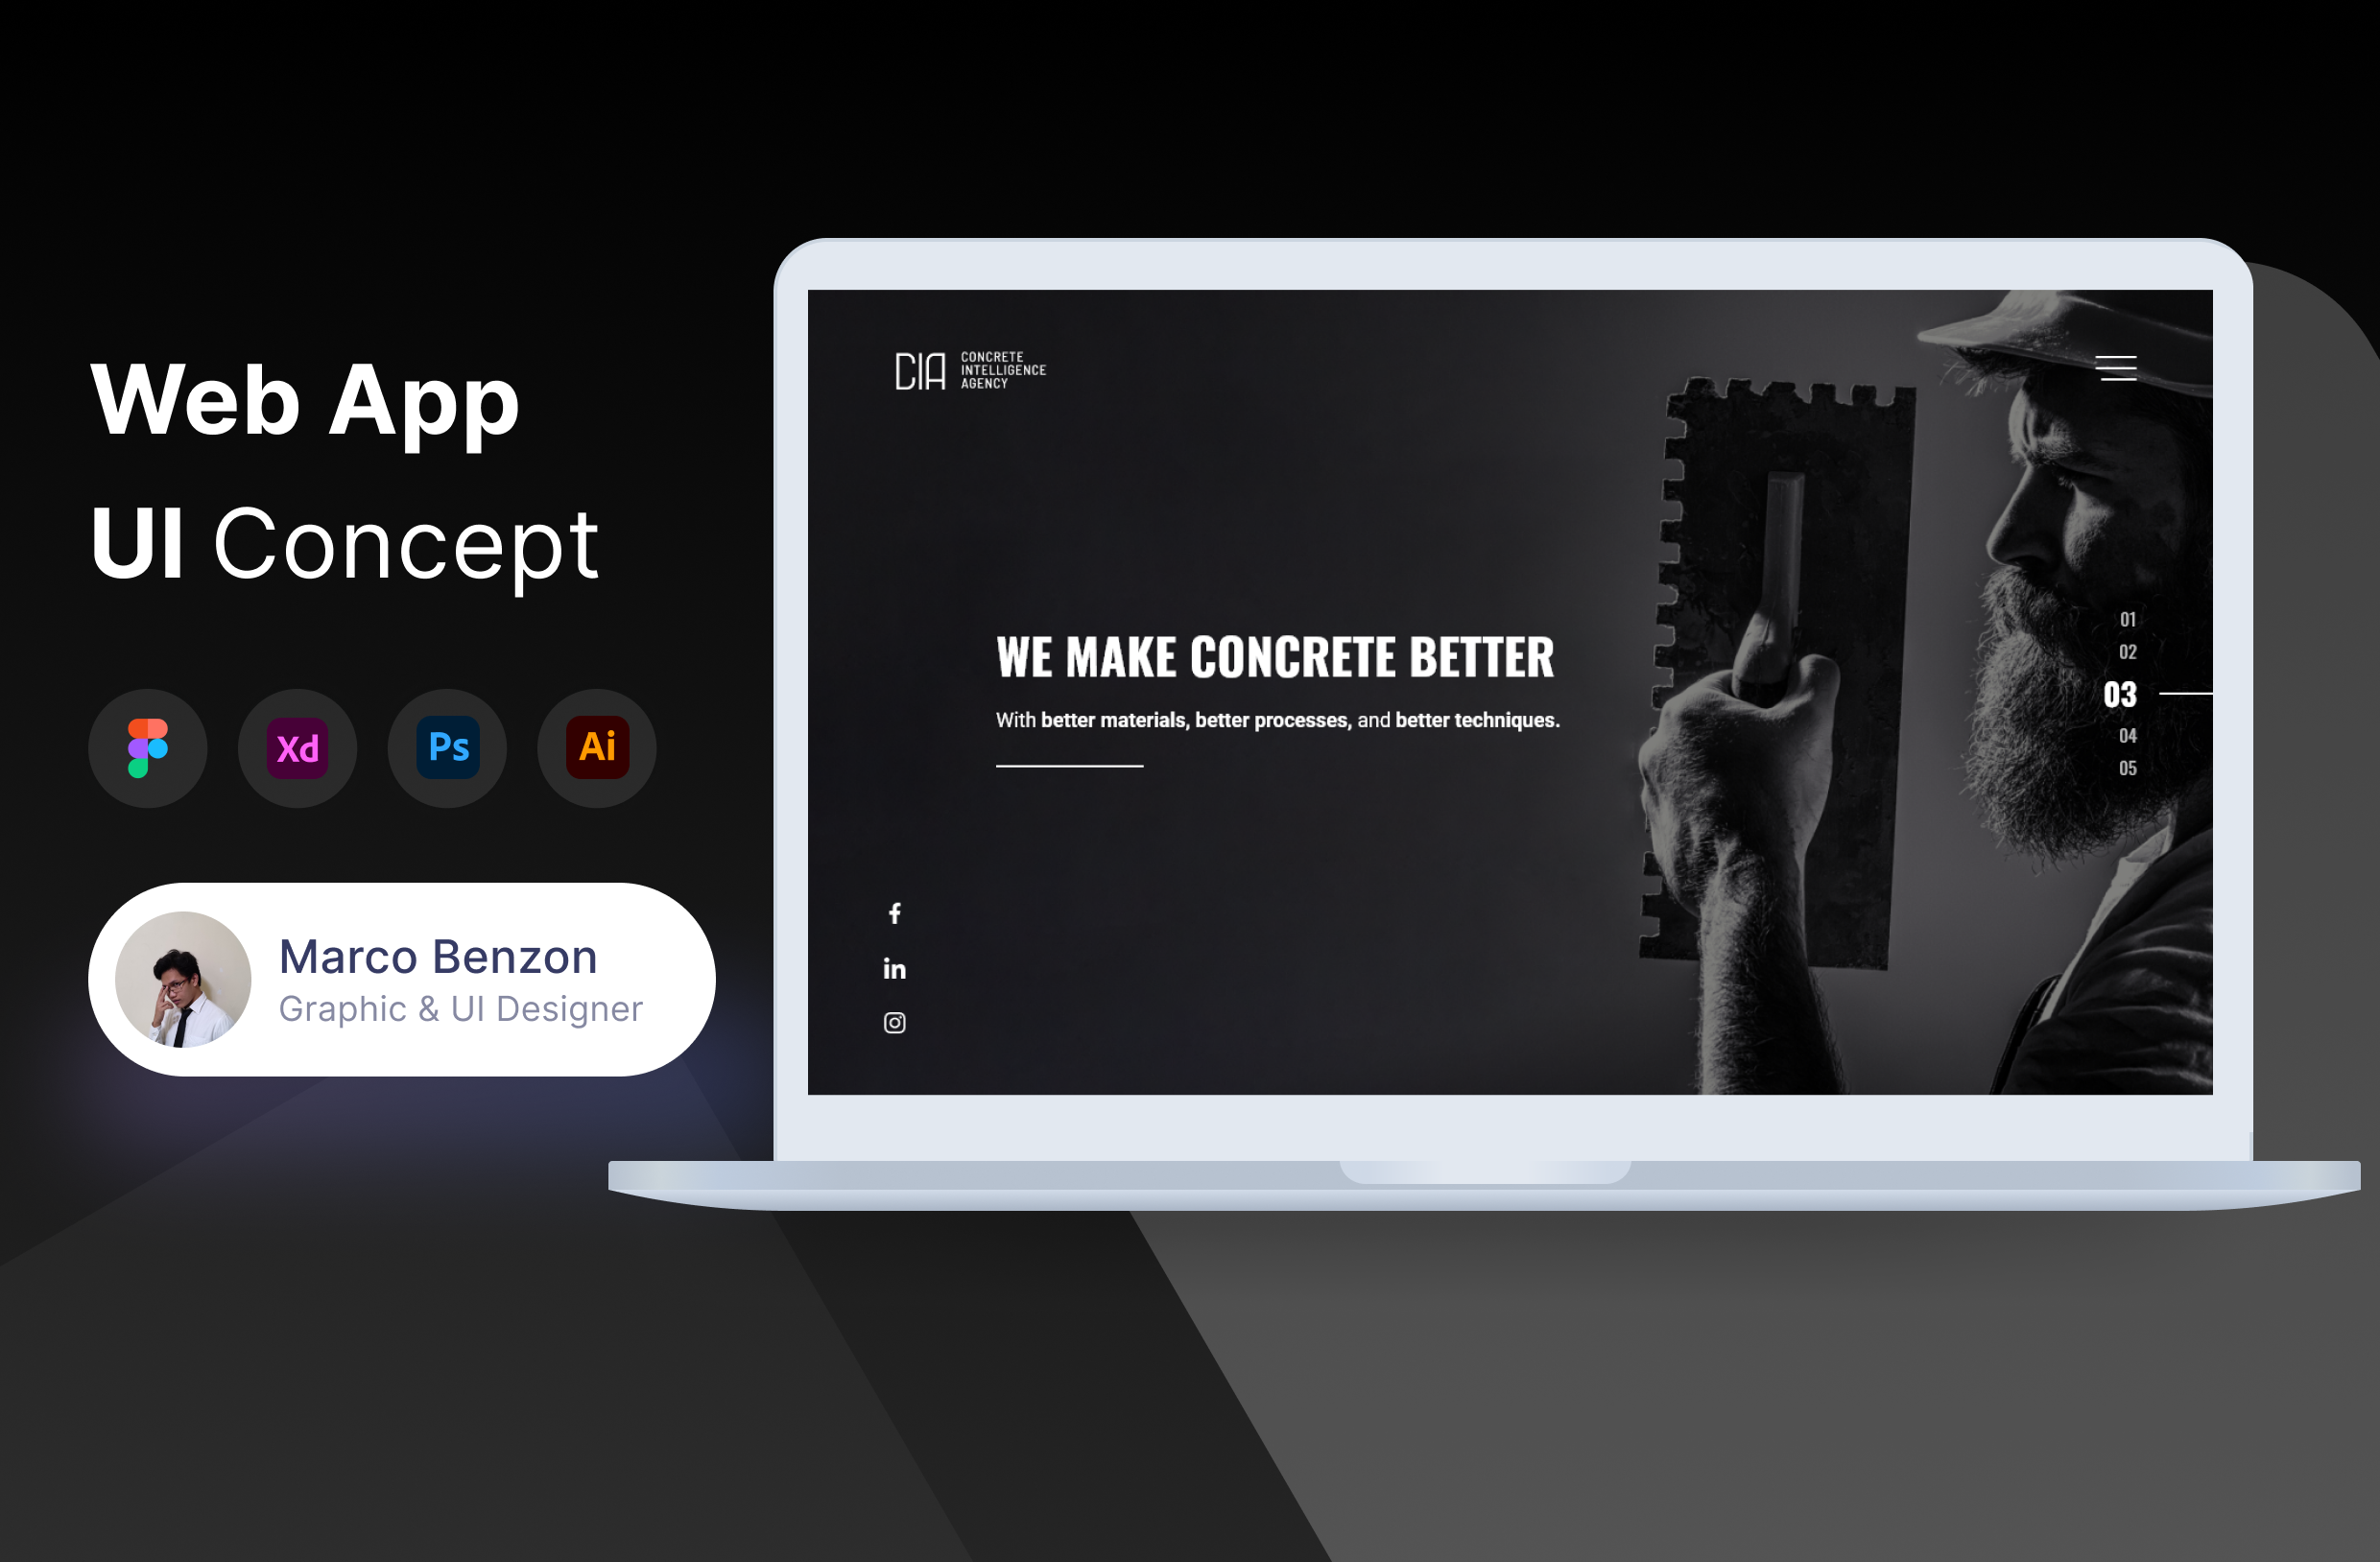 Web App
UI Concept
Xd
Ps
Ai
Marco Benzon
Graphic & UI Designer
CIA
CONCRETE
INTELLIGENCE
AGENCY
WE MAKE CONCRETE BETTER
With better materials, better processes, and better techniques.
01
02
03
04
05
f
in